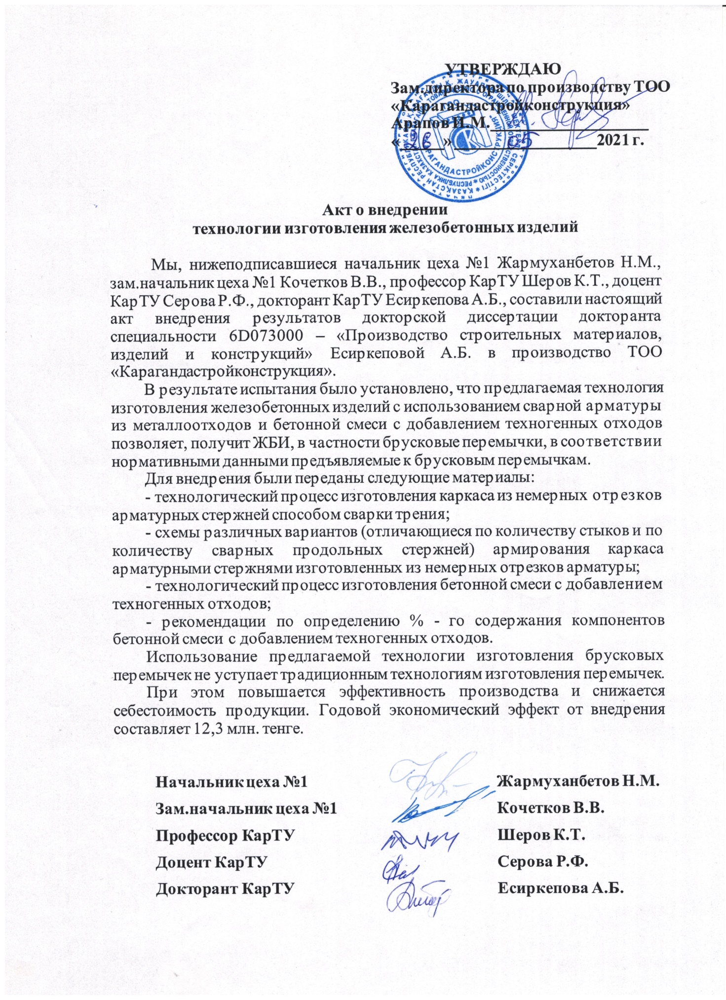 УТВЕРЖДАЮ
Зам.директора по производству ТОО
«Карагандастройконструкция»
Арапов И.М.
« 26 » 05 2021 г.
ТОО
Акт о внедрении
технологии изготовления железобетонных изделий
Мы, нижеподписавшиеся начальник цеха №1 Жармуханбетов Н.М.,
зам.начальник цеха №1 Кочетков В.В., профессор КарТУ Шеров К.Т., доцент
КарТУ Серова Р.Ф., докторант КарТУ Есиркепова А.Б., составили настоящий
акт внедрения результатов докторской диссертации докторанта
специальности 6D073000 – «Производство строительных материалов,
изделий и конструкций» Есиркеповой А.Б. в производство ТОО
«Карагандастройконструкция».
В результате испытания было установлено, что предлагаемая технология
изготовления железобетонных изделий с использованием сварной арматуры
из металлоотходов и бетонной смеси с добавлением техногенных отходов
позволяет, получит ЖБИ, в частности брусковые перемычки, в соответствии
нормативными данными предъявляемые к брусковым перемычкам.
Для внедрения были переданы следующие материалы:
- технологический процесс изготовления каркаса из немерных отрезков
арматурных стержней способом сварки трения;
- схемы различных вариантов (отличающиеся по количеству стыков и по
количеству сварных продольных стержней) армирования каркаса
арматурными стержнями изготовленных из немерных отрезков арматуры;
- технологический процесс изготовления бетонной смеси с добавлением
техногенных отходов;
- рекомендации по определению % - го содержания компонентов
бетонной смеси с добавлением техногенных отходов.
Использование предлагаемой технологии изготовления брусковых
перемычек не уступает традиционным технологиям изготовления перемычек.
При этом повышается эффективность производства и снижается
себестоимость продукции. Годовой экономический эффект от внедрения
составляет 12,3 млн. тенге.
Начальник цеха №1 Жармуханбетов Н.М.
Зам.начальник цеха №1 Кочетков В.В.
Профессор КарТУ Шеров К.Т.
Доцент КарТУ Серова Р.Ф.
Докторант КарТУ Есиркепова А.Б.